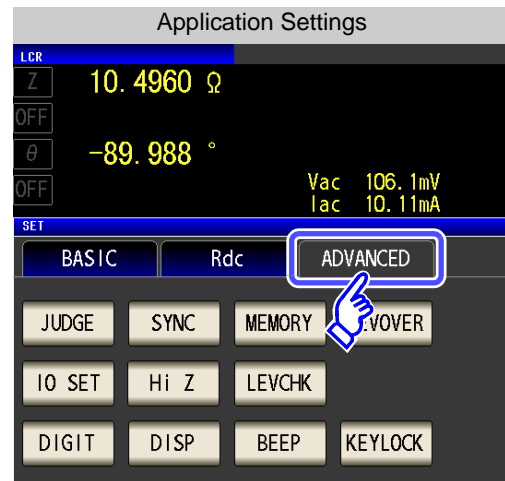 Application Settings
LCR
Z 10.4960 Ω
OFF
θ -89.988 °
OFF
Vac 106.1mV
Iac 10.11mA
SET
BASIC Rdc ADVANCED
JUDGE SYNC MEMORY VOVER
IO SET Hi Z LEVCHK
DIGIT DISP BEEP KEYLOCK